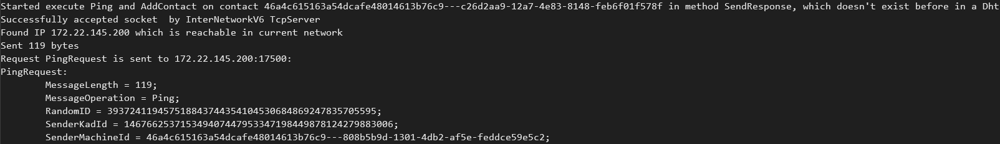 Started execute Ping and AddContact on contact 46a4c615163a54dcafe48014613b76c9---c26d2aa9-12a7-4e83-8148-feb6f01f578f in method SendResponse, which doesn't exist before in a Dht
Successfully accepted socket  by InterNetworkV6 TcpServer
Found IP 172.22.145.200 which is reachable in current network
Sent 119 bytes
Request PingRequest is sent to 172.22.145.200:17500:
PingRequest:
        MessageLength = 119;
        MessageOperation = Ping;
        RandomID = 393724119457518843744354104530684869247835705595;
        SenderKadId = 146766253715349407447953347198449878124279883006;
        SenderMachineId = 46a4c615163a54dcafe48014613b76c9---808b5b9d-1301-4db2-af5e-feddce59e5c2;